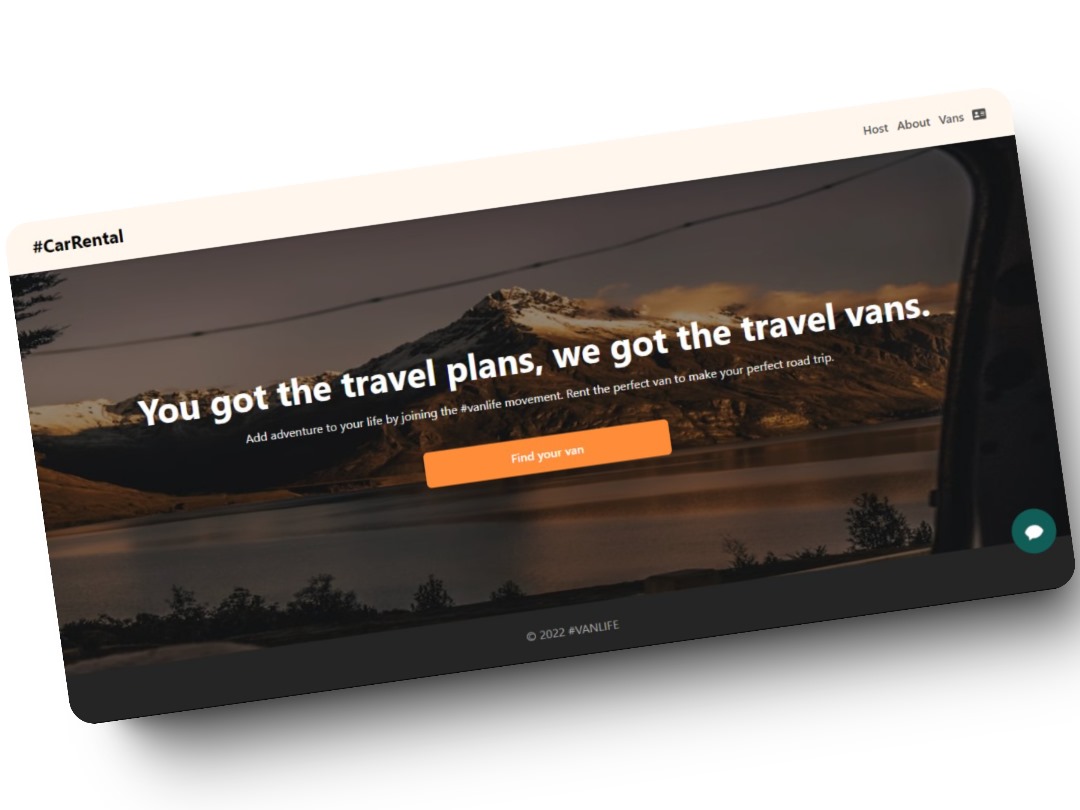 #CarRental
Host About Vans
You got the travel plans, we got the travel vans.
Add adventure to your life by joining the #vanlife movement. Rent the perfect van to make your perfect road trip.
Find your van
© 2022 #VANLIFE